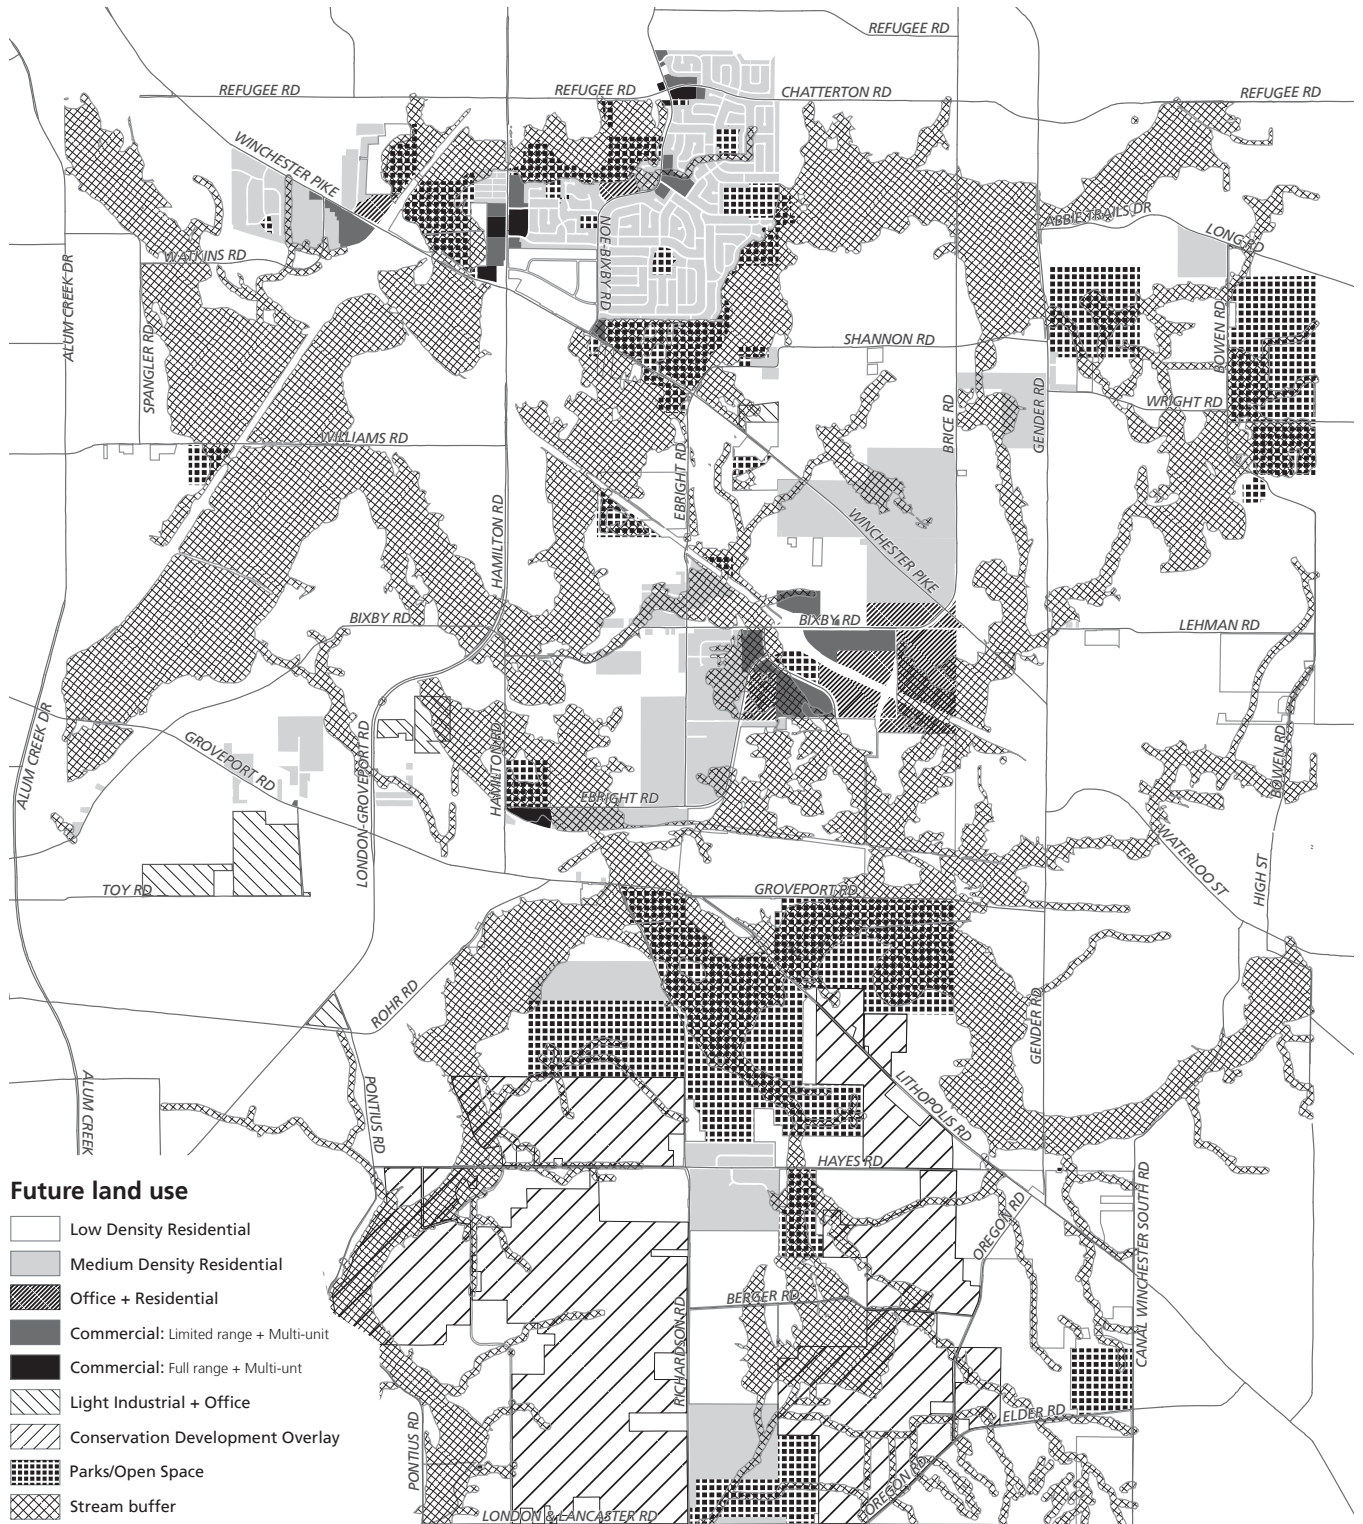 REFUGEE RD
REFUGEE RD
REFUGEE RD
CHATTERTON RD
REFUGEE RD
WINCHESTER PIKE
ABBIE TRAILS DR
LONG RD
NOE-BIXBY RD
WATKINS RD
ALUM CREEK DR
SPANGLER RD
SHANNON RD
BOWEN RD
WRIGHT RD
GENDER RD
BRICE RD
WILLIAMS RD
EBRIGHT RD
HAMILTON RD
WINCHESTER PIKE
BIXBY RD
BIXBY RD
LEHMAN RD
ALUM CREEK DR
GROVEPORT RD
LONDON-GROVEPORT RD
HAMILTON RD
EBRIGHT RD
BOWEN RD
WATERLOO ST
HIGH ST
TOY RD
GROVEPORT RD
ROHR RD
GENDER RD
ALUM CREEK
PONTIUS RD
LITHOPOLIS RD
HAYES RD
CANAL WINCHESTER SOUTH RD
OREGON RD
BERGER RD
RICHARDSON RD
ELDER RD
PONTIUS RD
OREGON RD
LONDON & LANCASTER RD
Future land use
Low Density Residential
Medium Density Residential
Office + Residential
Commercial: Limited range + Multi-unit
Commercial: Full range + Multi-unt
Light Industrial + Office
Conservation Development Overlay
Parks/Open Space
Stream buffer